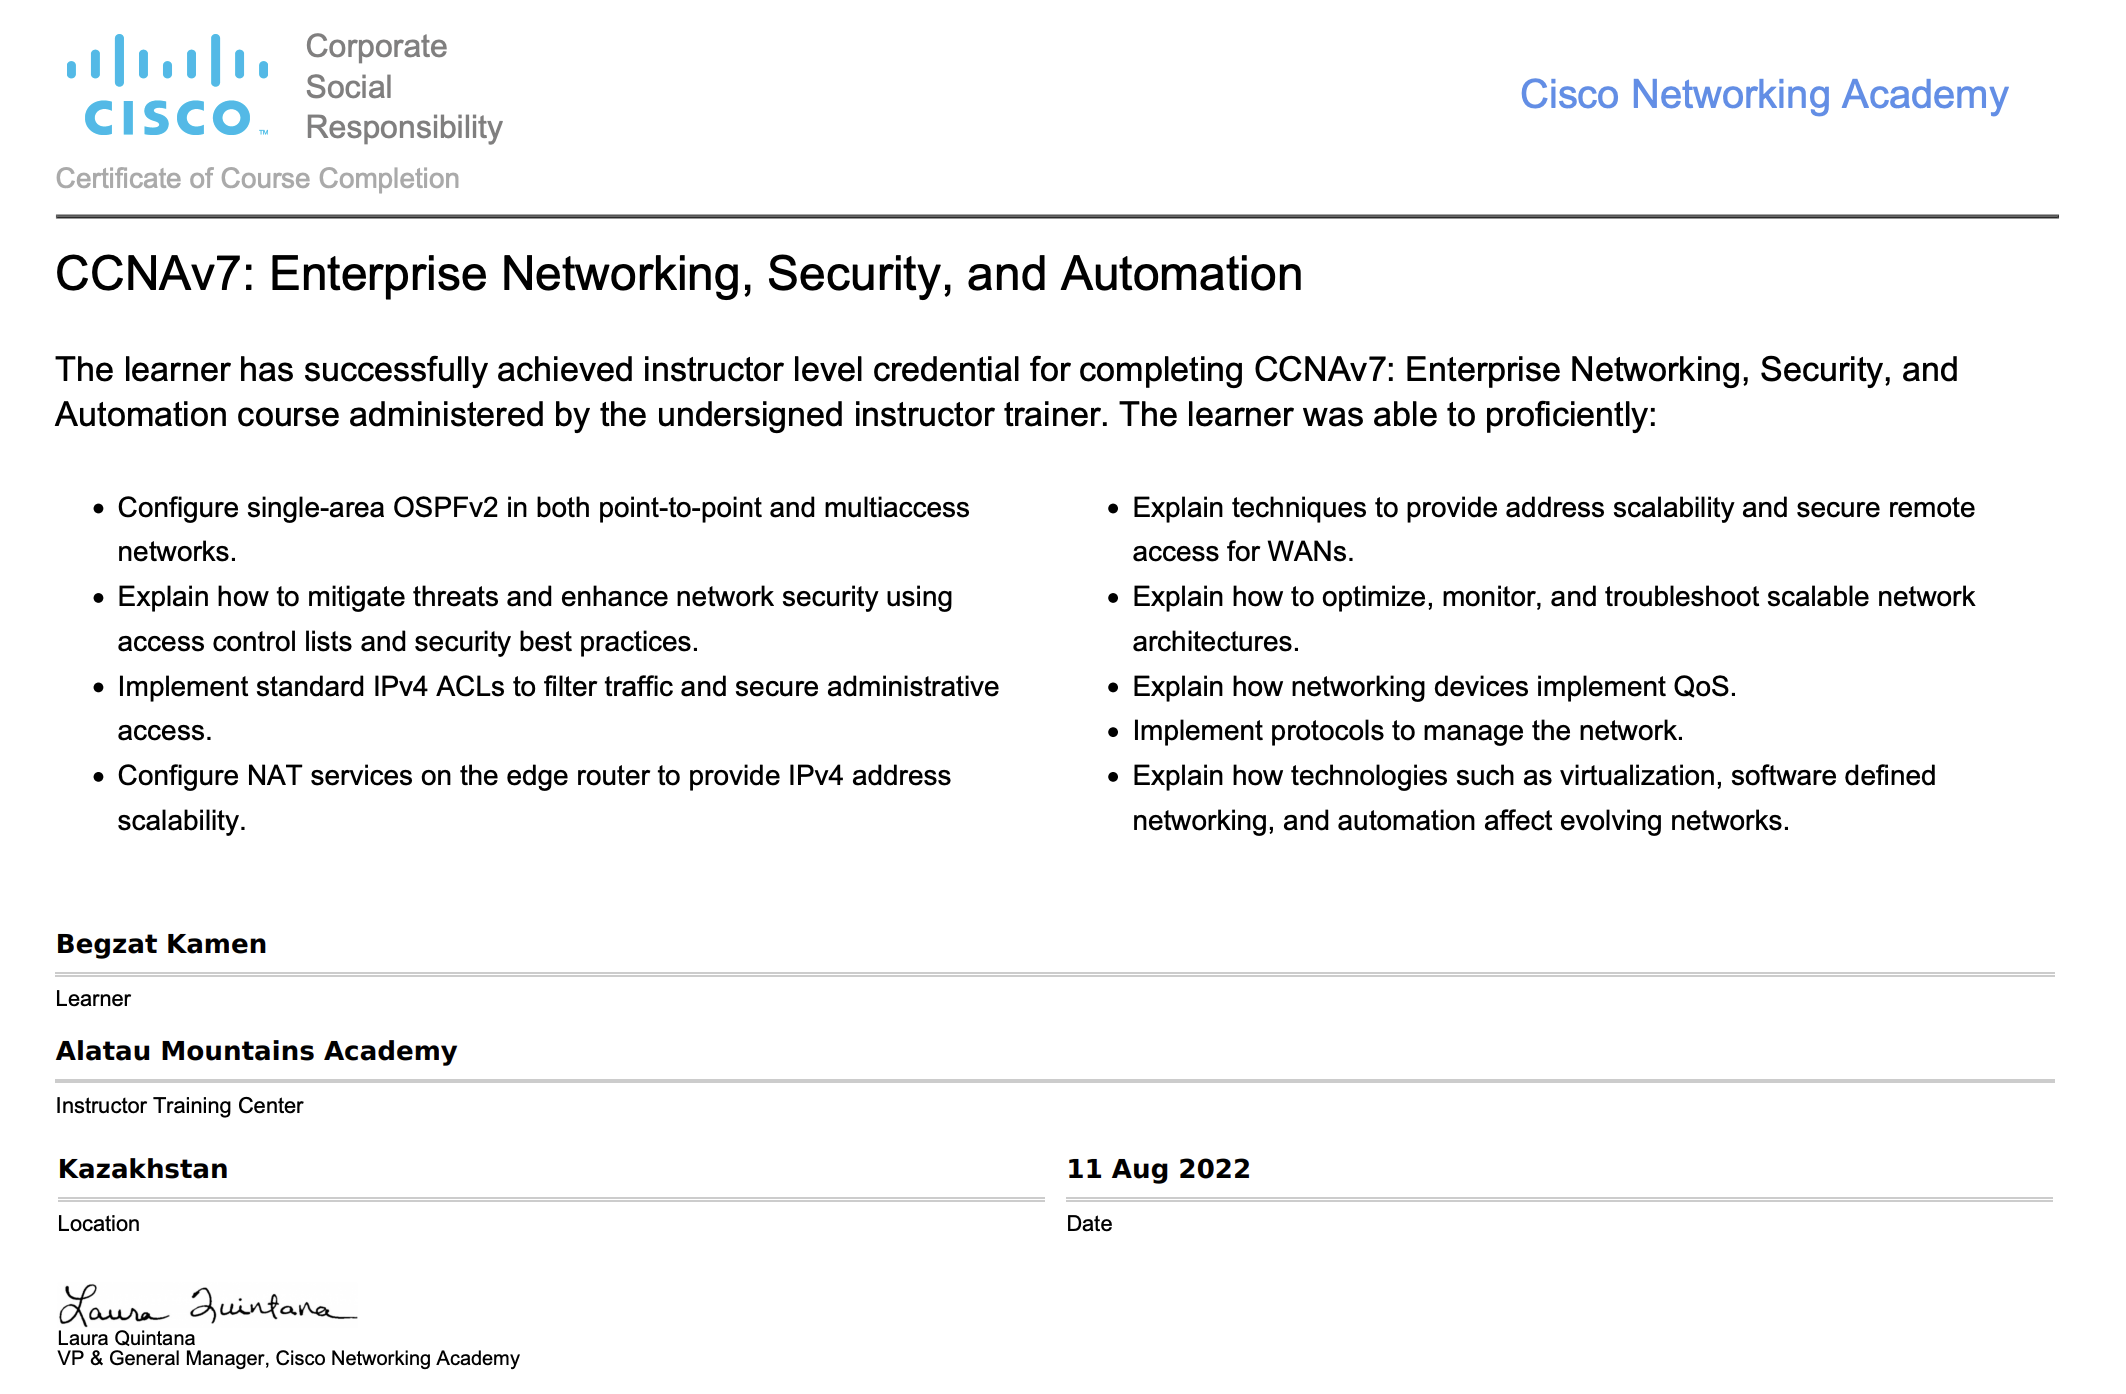 Corporate
Social
Responsibility
CISCO™
Cisco Networking Academy
Certificate of Course Completion
CCNAv7: Enterprise Networking, Security, and Automation
The learner has successfully achieved instructor level credential for completing CCNAv7: Enterprise Networking, Security, and
Automation course administered by the undersigned instructor trainer. The learner was able to proficiently:
• Configure single-area OSPFv2 in both point-to-point and multiaccess
networks.
• Explain how to mitigate threats and enhance network security using
access control lists and security best practices.
• Implement standard IPv4 ACLs to filter traffic and secure administrative
access.
• Configure NAT services on the edge router to provide IPv4 address
scalability.
• Explain techniques to provide address scalability and secure remote
access for WANs.
• Explain how to optimize, monitor, and troubleshoot scalable network
architectures.
• Explain how networking devices implement QoS.
• Implement protocols to manage the network.
• Explain how technologies such as virtualization, software defined
networking, and automation affect evolving networks.
Begzat Kamen
Learner
Alatau Mountains Academy
Instructor Training Center
Kazakhstan
Location
11 Aug 2022
Date
Laura Quintana
Laura Quintana
VP & General Manager, Cisco Networking Academy